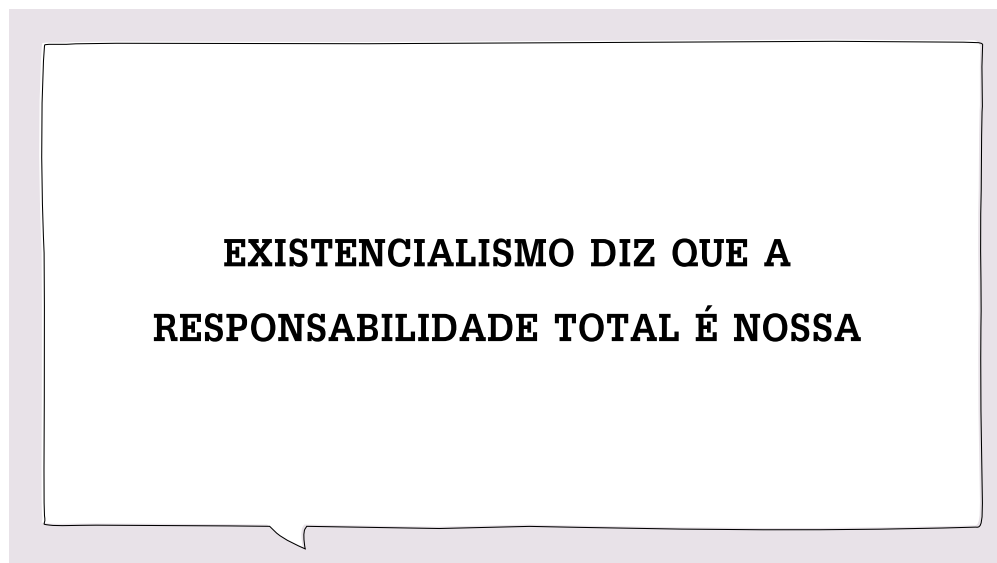 EXISTENCIALISMO DIZ QUE A
RESPONSABILIDADE TOTAL É NOSSA